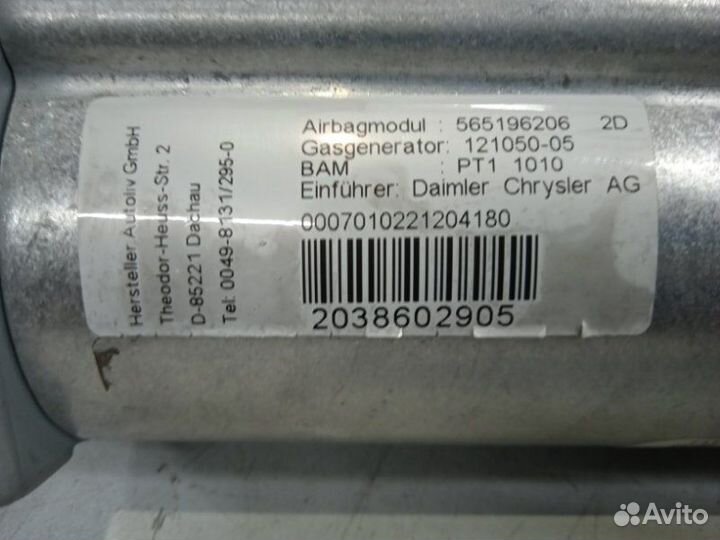 Hersteller Autoliv GmbH
Theodor-Heuss-Str. 2
D-85221 Dachau
Tel: 0049-8131/295-0
Airbagmodul : 565196206 2D
Gasgenerator: 121050-05
BAM : PT1 1010
Einführer: Daimler Chrysler AG
0007010221204180
2038602905
Avito